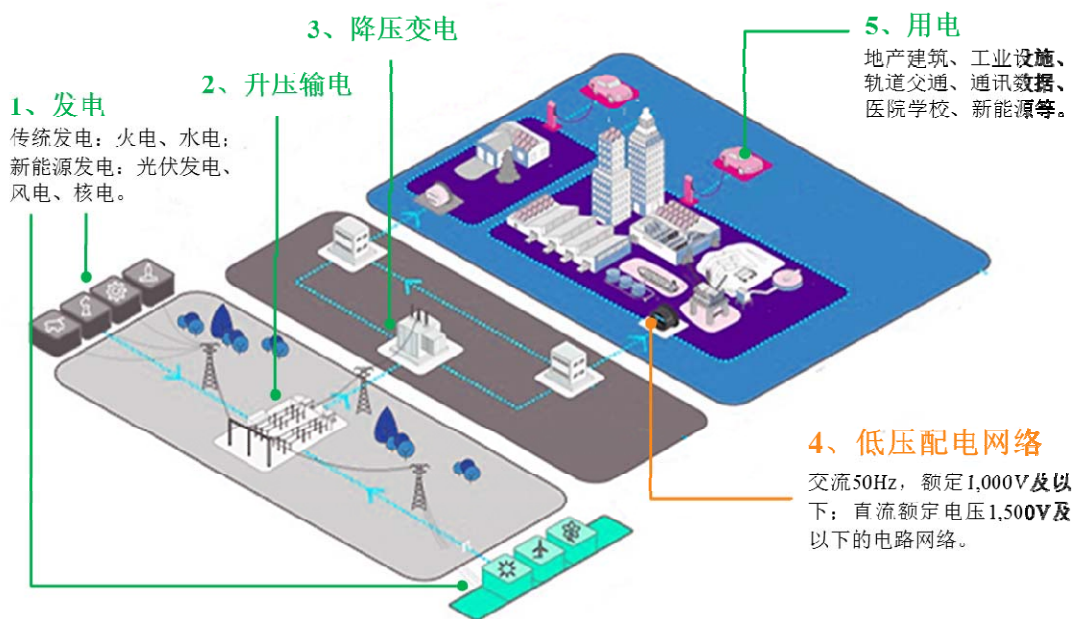 3、降压变电
5、用电
地产建筑、工业设施、
轨道交通、通讯数据、
医院学校、新能源等。
2、升压输电
1、发电
传统发电：火电、水电；
新能源发电：光伏发电、
风电、核电。
4、低压配电网络
交流50Hz，额定1,000V及以
下；直流额定电压1,500V及
以下的电路网络。